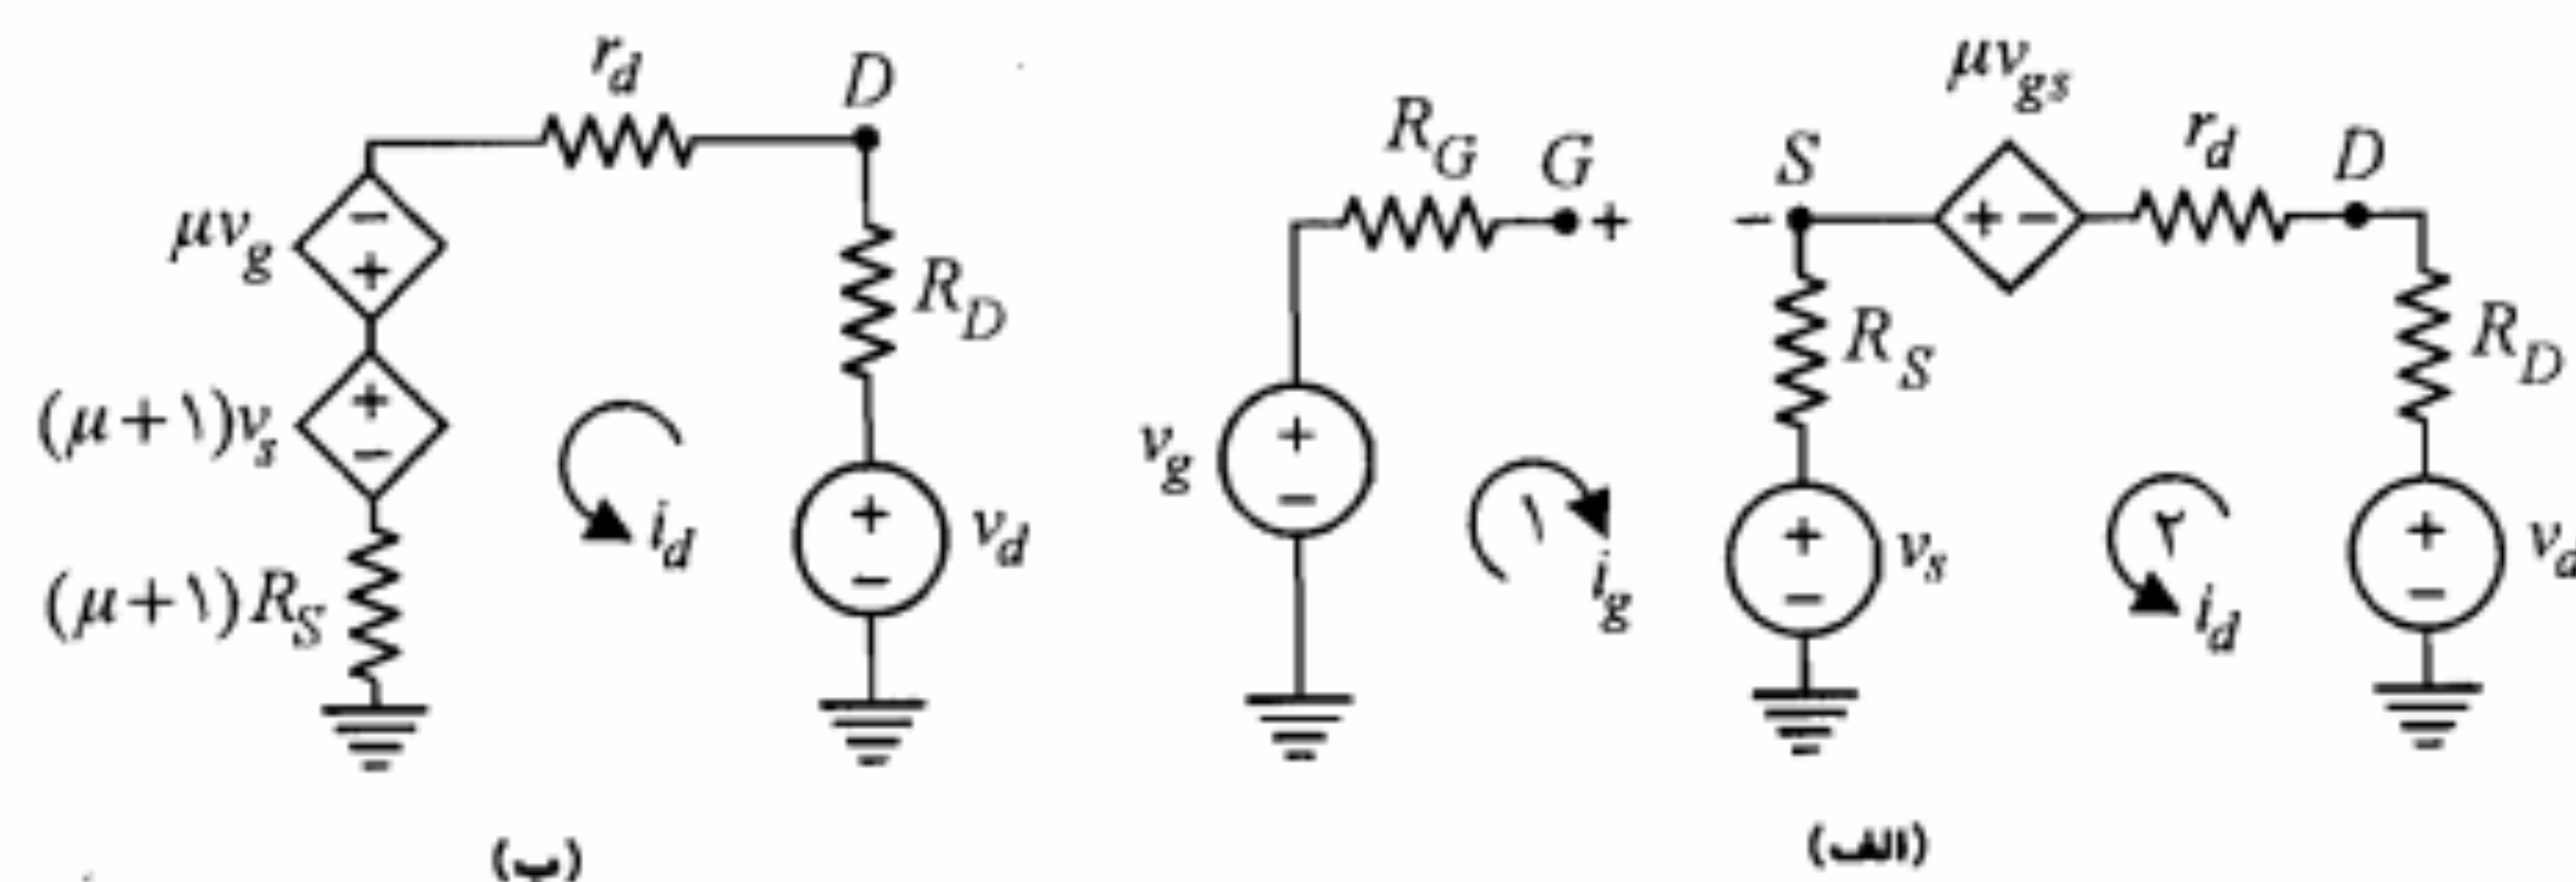 r_d
D
μv_g
R_D
(μ+۱)v_s
i_d
v_d
(μ+۱)R_S
(ب)
μv_gs
R_G
G
S
r_d
D
R_S
R_D
v_g
۱
i_g
v_s
۲
i_d
v_d
(الف)